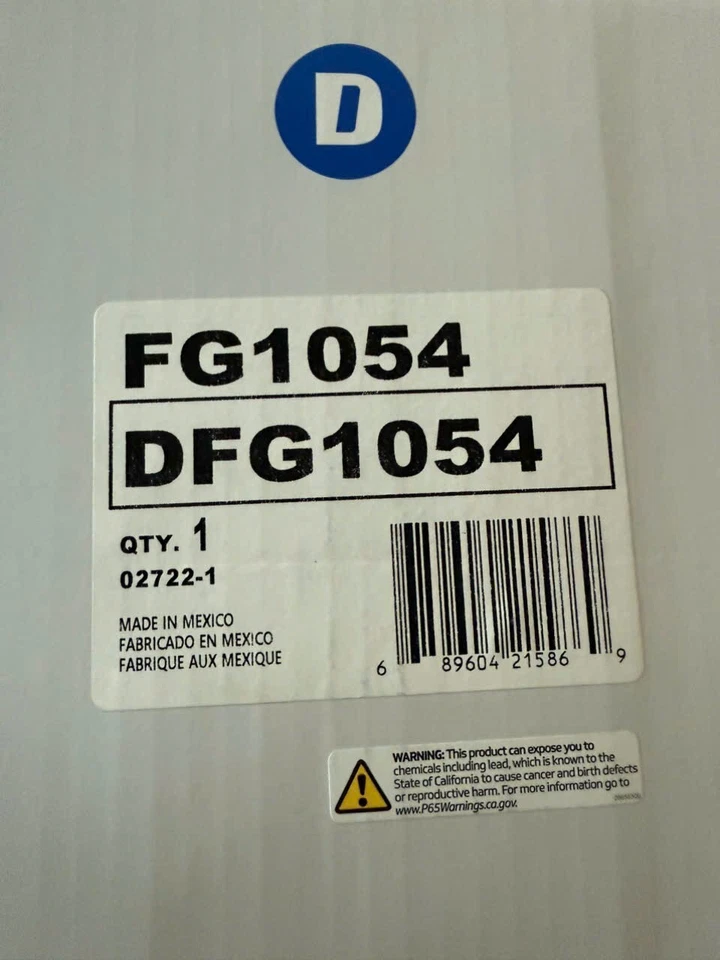 D
FG1054
DFG1054
QTY. 1
02722-1
MADE IN MEXICO
FABRICADO EN MEXICO
FABRIQUE AUX MEXIQUE
6 89604 21586 9
WARNING: This product can expose you to
chemicals including lead, which is known to the
State of California to cause cancer and birth defects
or reproductive harm. For more information go to
www.P65Warnings.ca.gov.